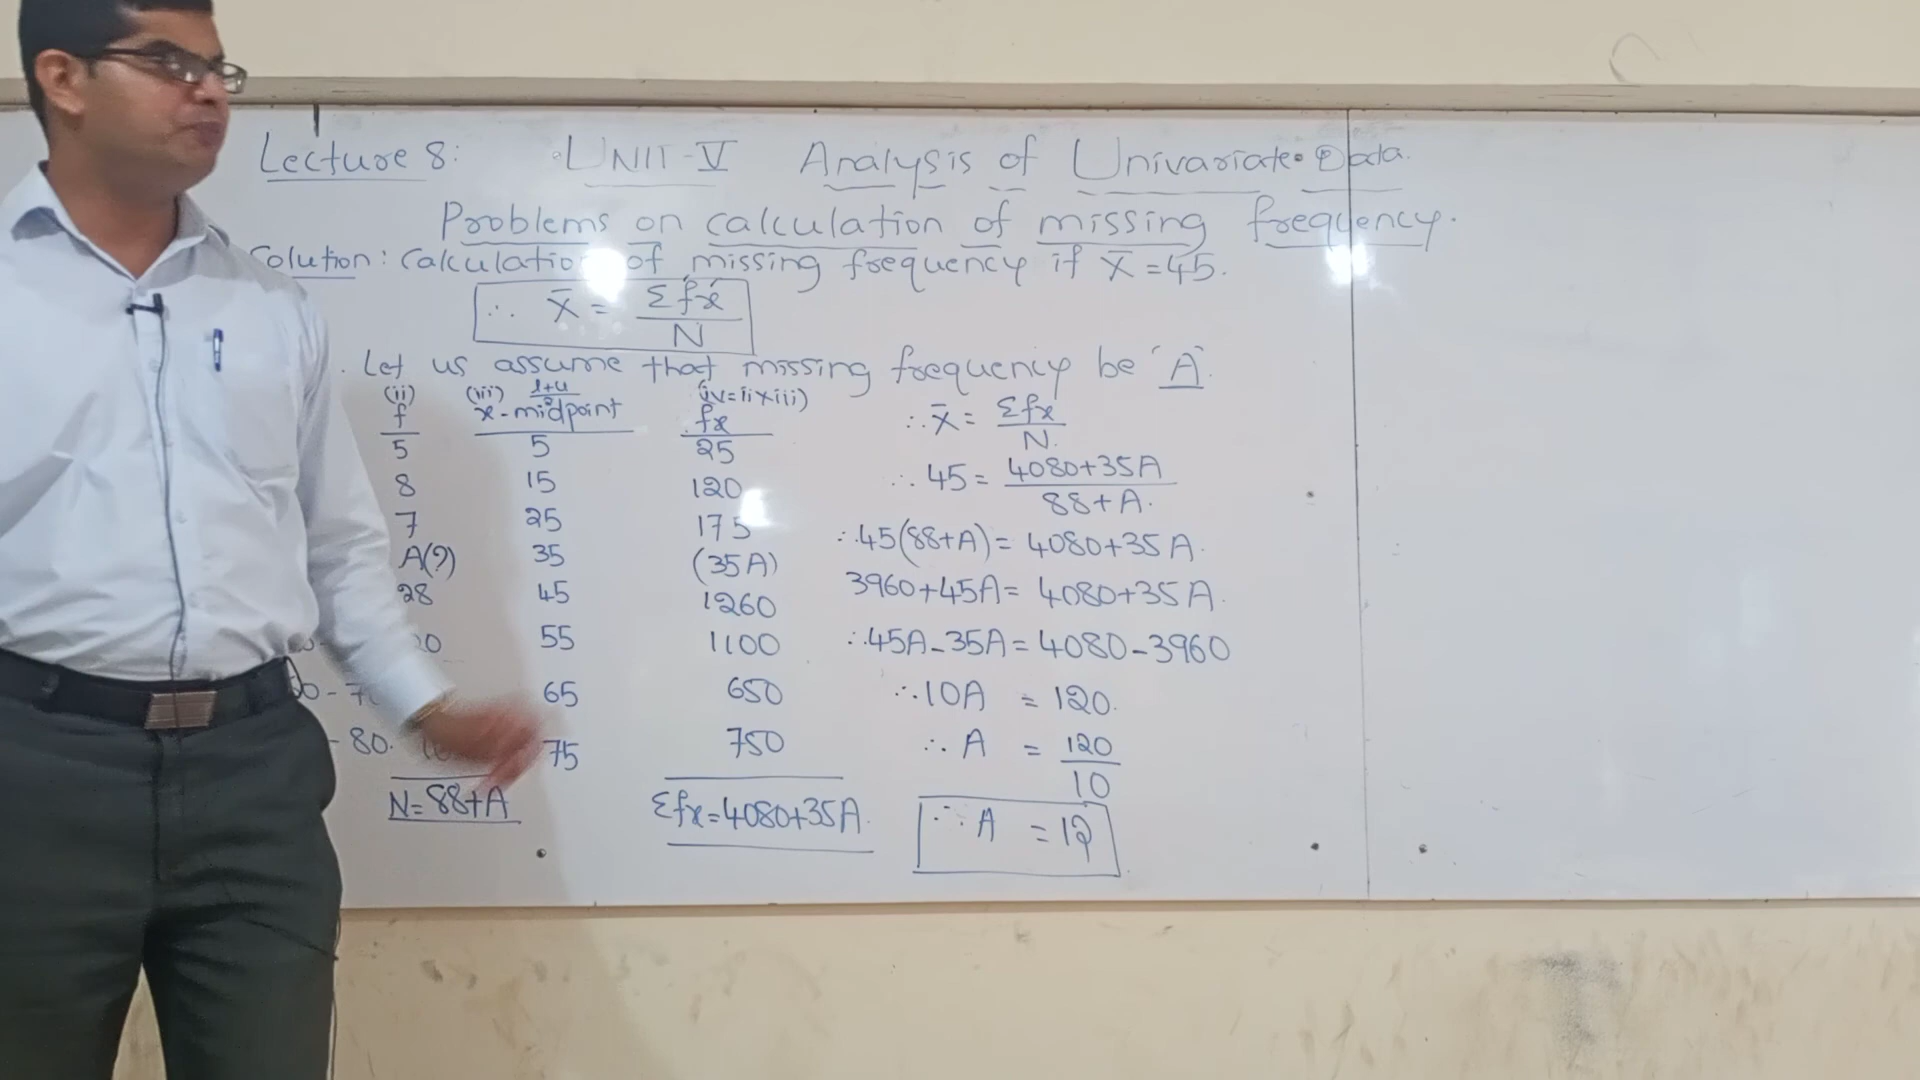 Lecture 8: UNIT-V Analysis of Univariate Data.
Problems on calculation of missing frequency.
Solution: Calculation of missing frequency if X̄ = 45.
∴ X̄ = Σfx / N
Let us assume that missing frequency be 'A'.
(ii) (iii) l+u/2 (iv=iixiii)
f x-midpoint fx
5 5 25
8 15 120
7 25 175
A(?) 35 (35A)
28 45 1260
55 1100
65 650
- 80. 75 750
N=88+A Σfx=4080+35A.
∴ X̄ = Σfx / N.
∴ 45 = 4080+35A / 88+A.
∴ 45(88+A) = 4080+35A.
3960+45A = 4080+35A.
∴ 45A-35A = 4080-3960
∴ 10A = 120.
∴ A = 120 / 10
∴ A = 12